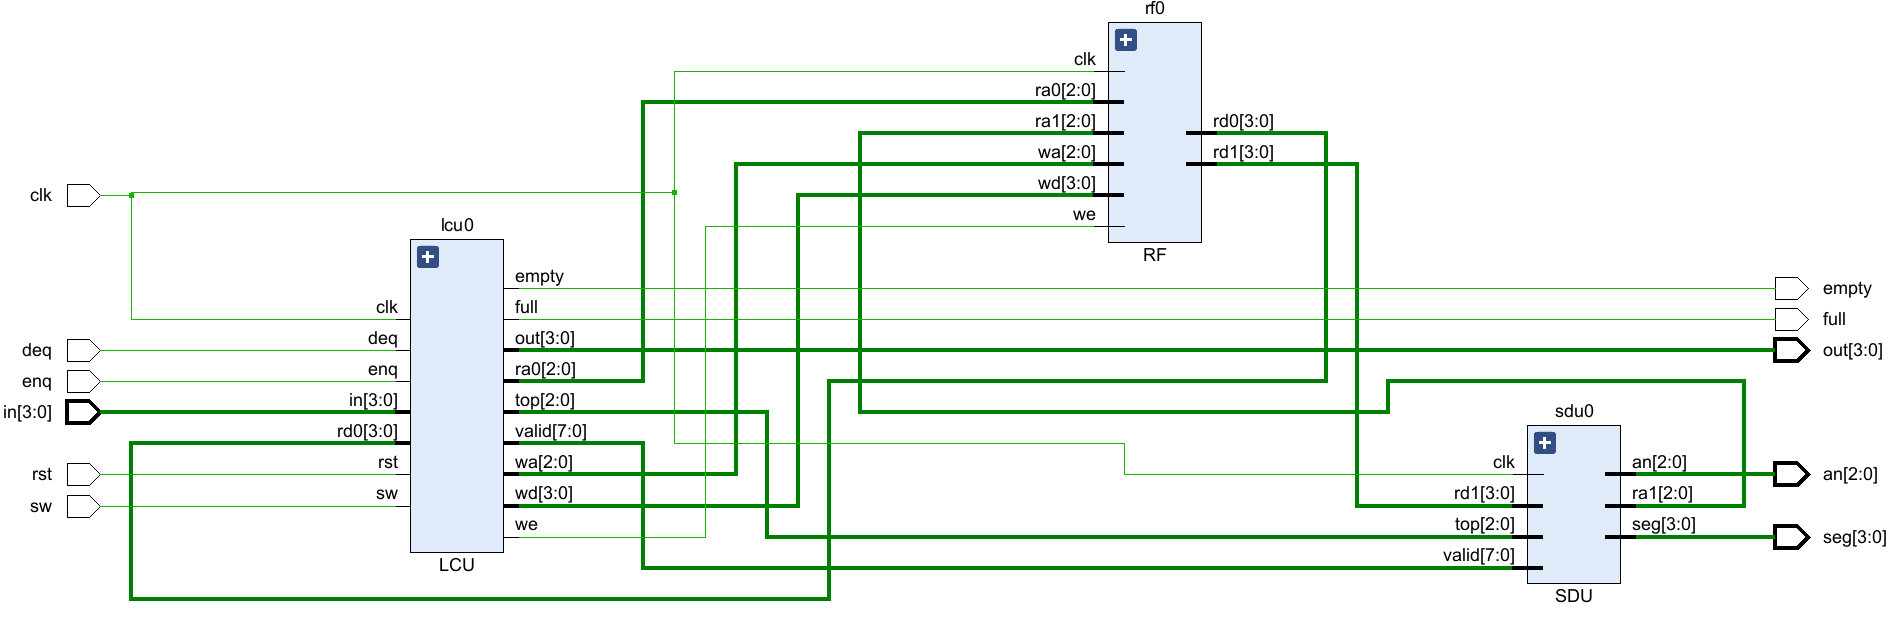 rf0
clk
ra0[2:0]
ra1[2:0]
wa[2:0]
wd[3:0]
we
rd0[3:0]
rd1[3:0]
RF
clk
deq
enq
in[3:0]
rst
sw
lcu0
clk
deq
enq
in[3:0]
rd0[3:0]
rst
sw
empty
full
out[3:0]
ra0[2:0]
top[2:0]
valid[7:0]
wa[2:0]
wd[3:0]
we
LCU
sdu0
clk
rd1[3:0]
top[2:0]
valid[7:0]
an[2:0]
ra1[2:0]
seg[3:0]
SDU
empty
full
out[3:0]
an[2:0]
seg[3:0]